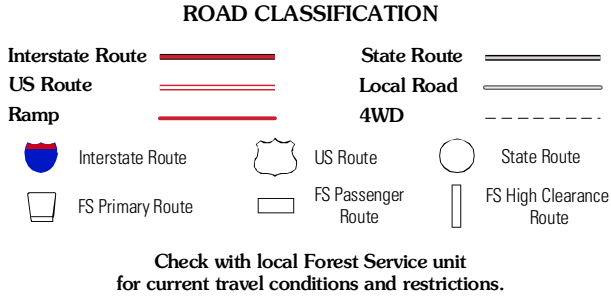 ROAD CLASSIFICATION
Interstate Route
State Route
US Route
Local Road
Ramp
4WD
Interstate Route
US Route
State Route
FS Primary Route
FS Passenger
Route
FS High Clearance
Route
Check with local Forest Service unit
for current travel conditions and restrictions.